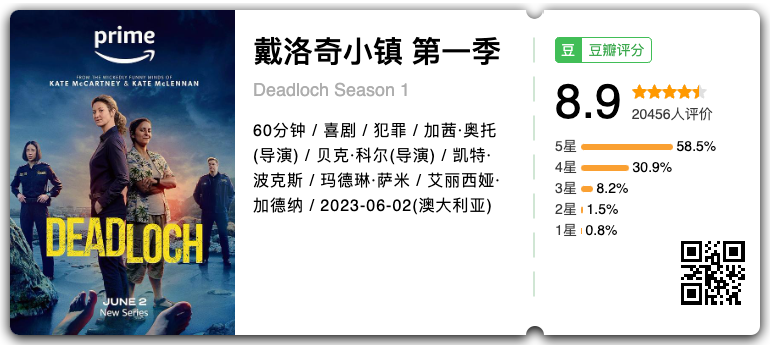 prime
FROM THE WICKEDLY FUNNY MINDS OF
KATE McCARTNEY & KATE McLENNAN
DEADLOCH
JUNE 2
New Series
戴洛奇小镇 第一季
Deadloch Season 1
60分钟 / 喜剧 / 犯罪 / 加茜·奥托
(导演) / 贝克·科尔(导演) / 凯特·
波克斯 / 玛德琳·萨米 / 艾丽西娅·
加德纳 / 2023-06-02(澳大利亚)
豆 豆瓣评分
8.9
20456人评价
5星 58.5%
4星 30.9%
3星 8.2%
2星 1.5%
1星 0.8%